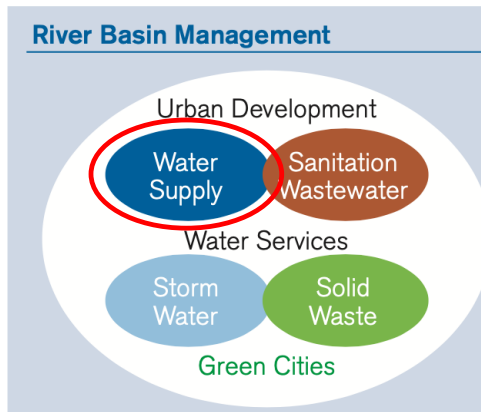 River Basin Management
Urban Development
Water
Supply
Sanitation
Wastewater
Water Services
Storm
Water
Solid
Waste
Green Cities